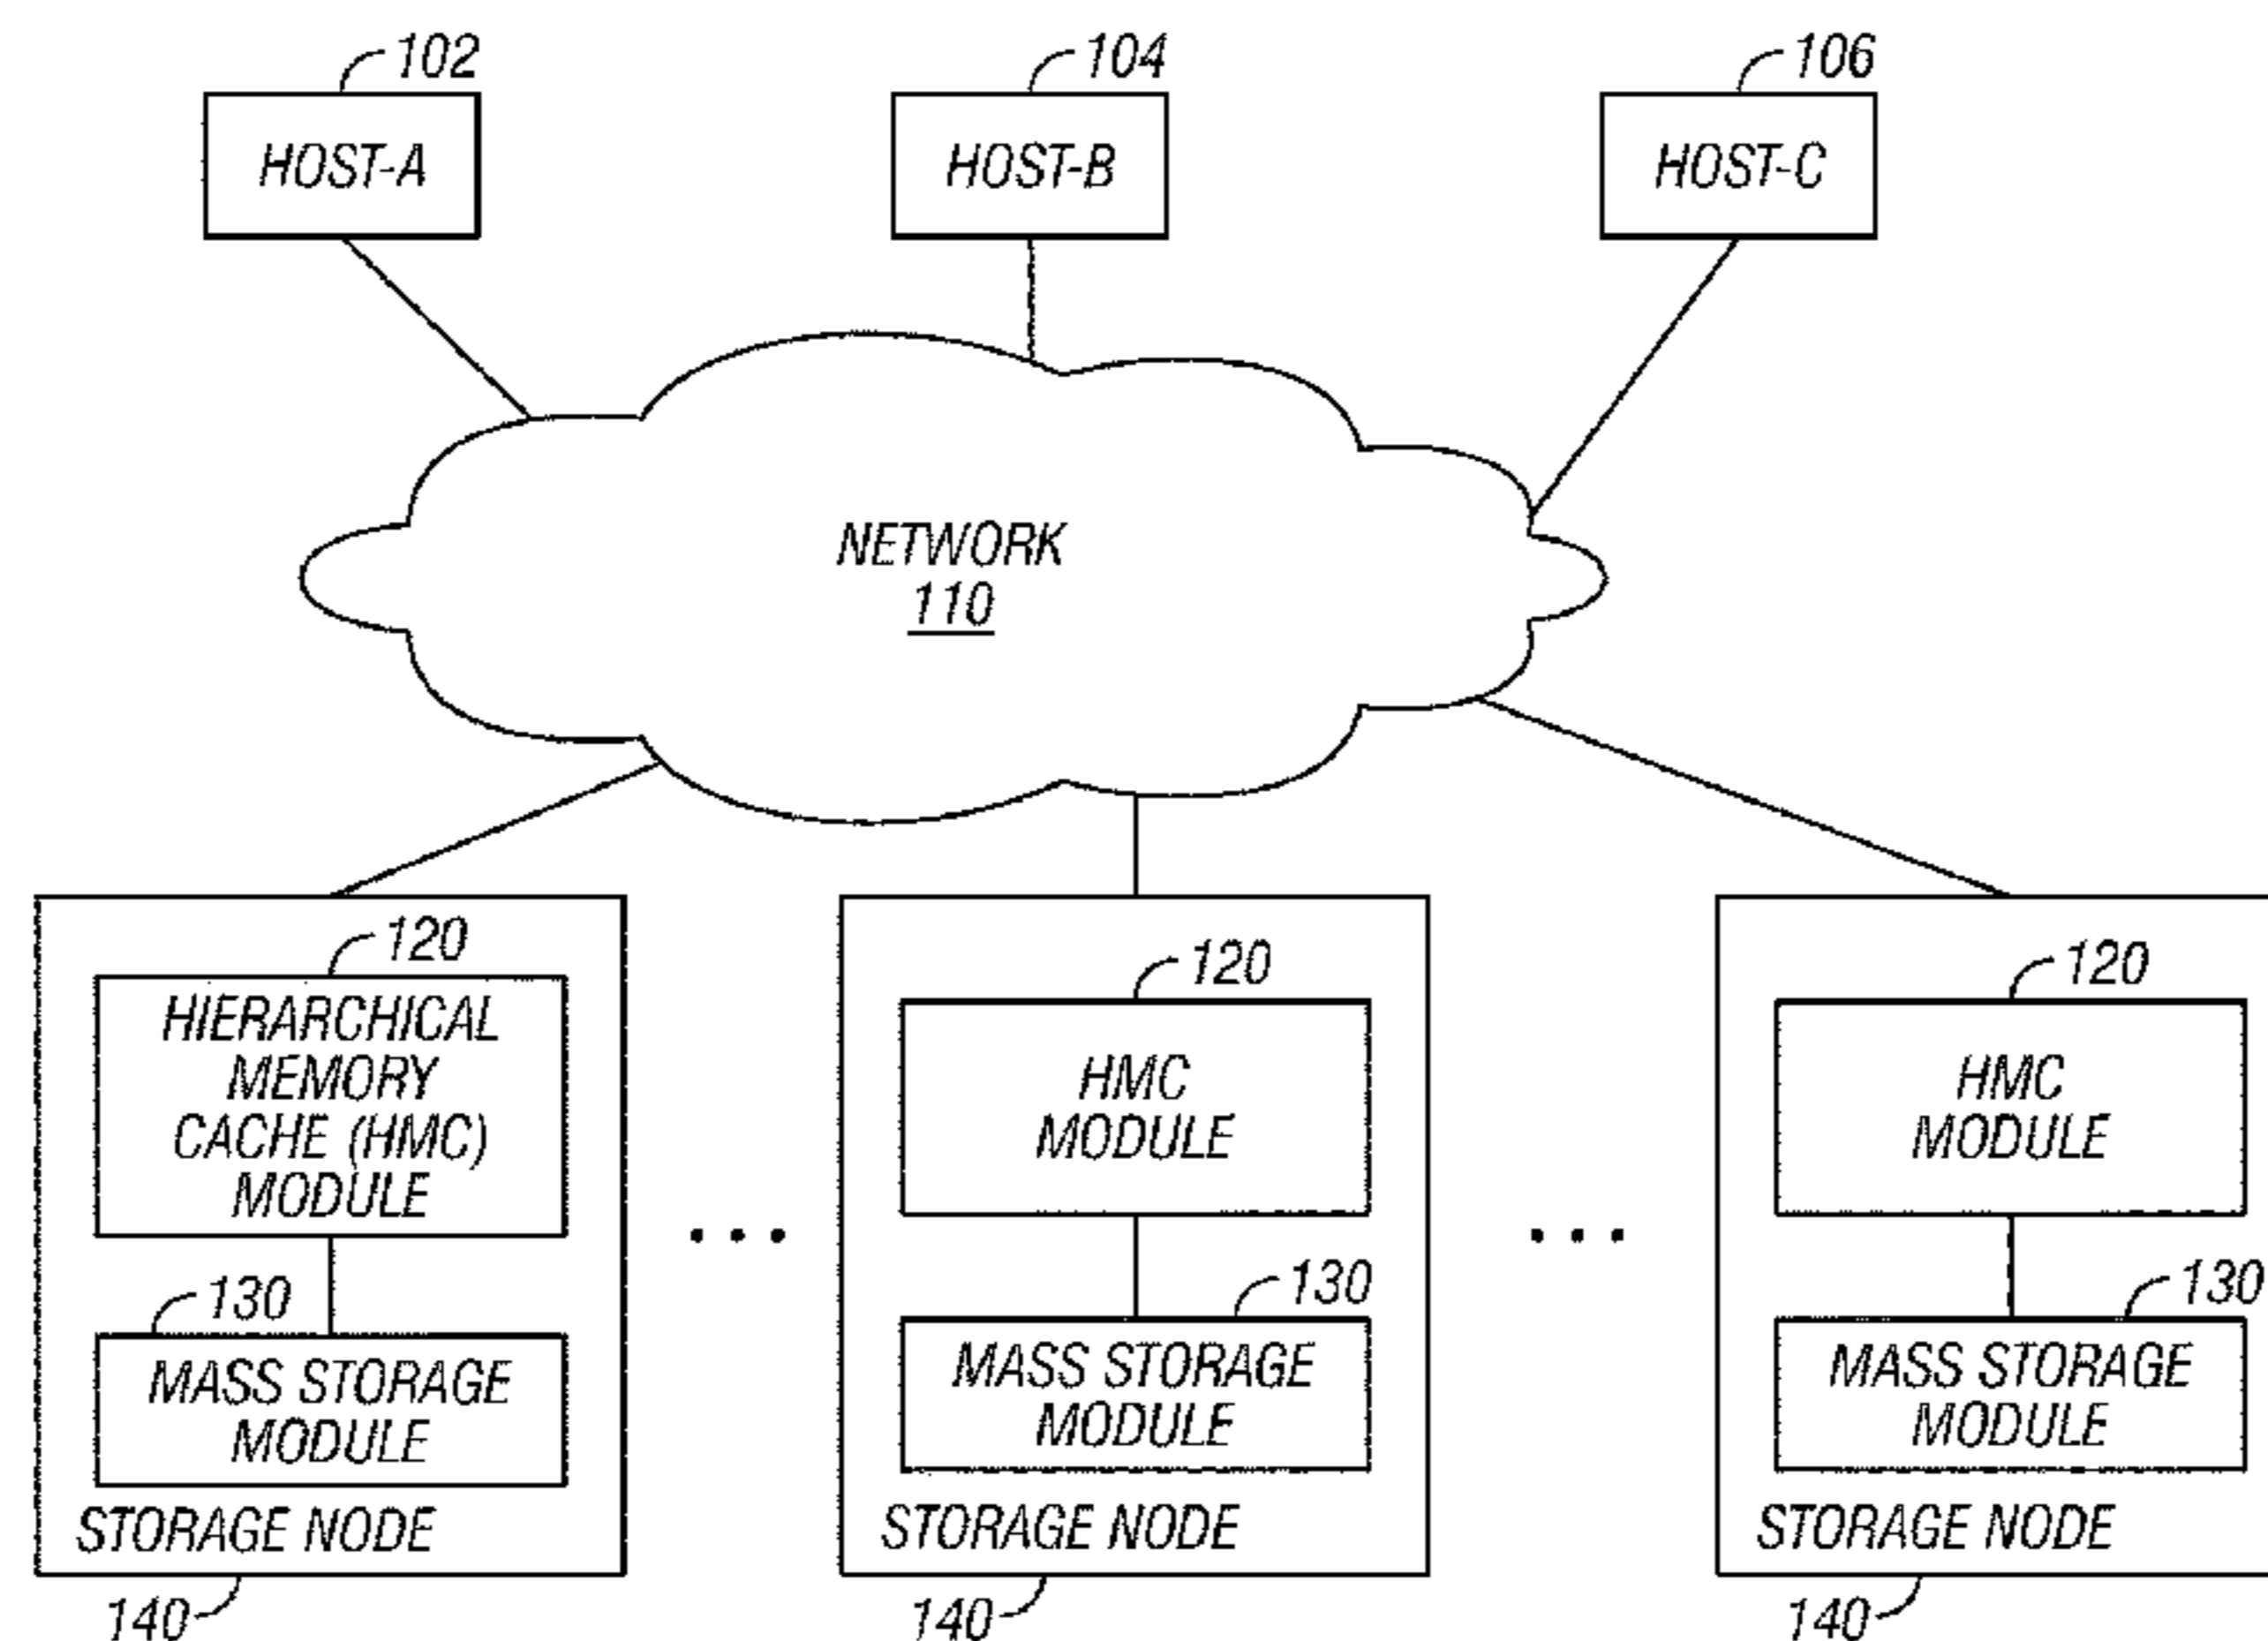 102
104
106
HOST-A
HOST-B
HOST-C
NETWORK
110
120
HIERARCHICAL
MEMORY
CACHE (HMC)
MODULE
130
MASS STORAGE
MODULE
STORAGE NODE
140
...
120
HMC
MODULE
130
MASS STORAGE
MODULE
STORAGE NODE
140
...
120
HMC
MODULE
130
MASS STORAGE
MODULE
STORAGE NODE
140